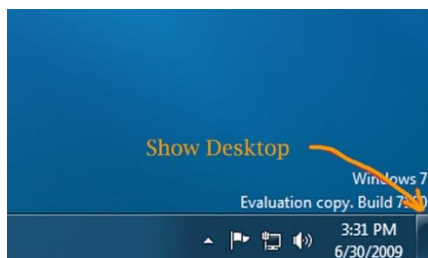 Show Desktop
Windows 7
Evaluation copy. Build
3:31 PM
6/30/2009